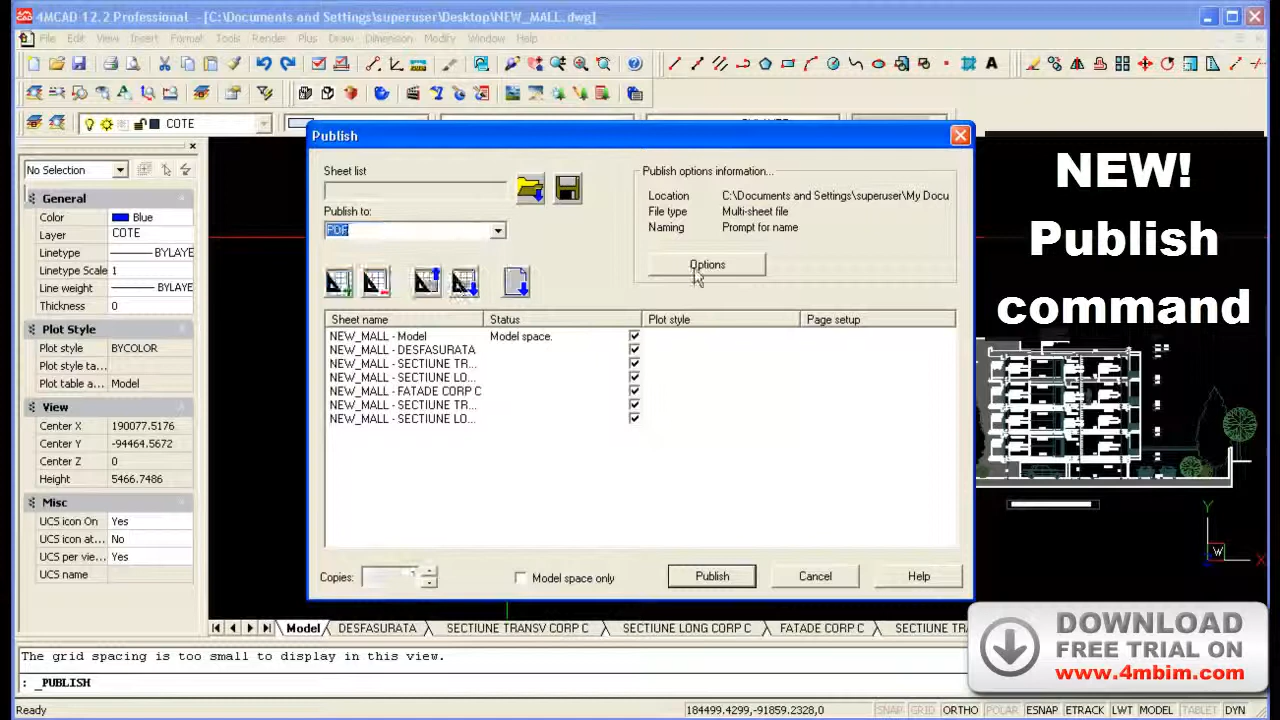 4MCAD 12.2 Professional - [C:\Documents and Settings\superuser\Desktop\NEW_MALL.dwg]
File Edit View Insert Format Tools Render Plus Draw Dimension Modify Window Help
COTE
No Selection
General
Color Blue
Layer COTE
Linetype BYLAYE
Linetype Scale 1
Line weight BYLAYE
Thickness 0
Plot Style
Plot style BYCOLOR
Plot style ta...
Plot table a... Model
View
Center X 190077.5176
Center Y -94464.5672
Center Z 0
Height 5466.7486
Misc
UCS icon On Yes
UCS icon at... No
UCS per vie... Yes
UCS name
Publish
Sheet list
Publish to:
PDF
Publish options information...
Location C:\Documents and Settings\superuser\My Docu
File type Multi-sheet file
Naming Prompt for name
Options
Sheet name Status Plot style Page setup
NEW_MALL - Model Model space.
NEW_MALL - DESFASURATA
NEW_MALL - SECTIUNE TR...
NEW_MALL - SECTIUNE LO...
NEW_MALL - FATADE CORP C
NEW_MALL - SECTIUNE TR...
NEW_MALL - SECTIUNE LO...
Copies: Model space only Publish Cancel Help
NEW!
Publish
command
Y
W
X
Model DESFASURATA SECTIUNE TRANSV CORP C SECTIUNE LONG CORP C FATADE CORP C SECTIUNE TRA
The grid spacing is too small to display in this view.
: _PUBLISH
DOWNLOAD
FREE TRIAL ON
www.4mbim.com
Ready 184499.4299,-91859.2328,0 SNAP GRID ORTHO POLAR ESNAP ETRACK LWT MODEL TABLET DYN